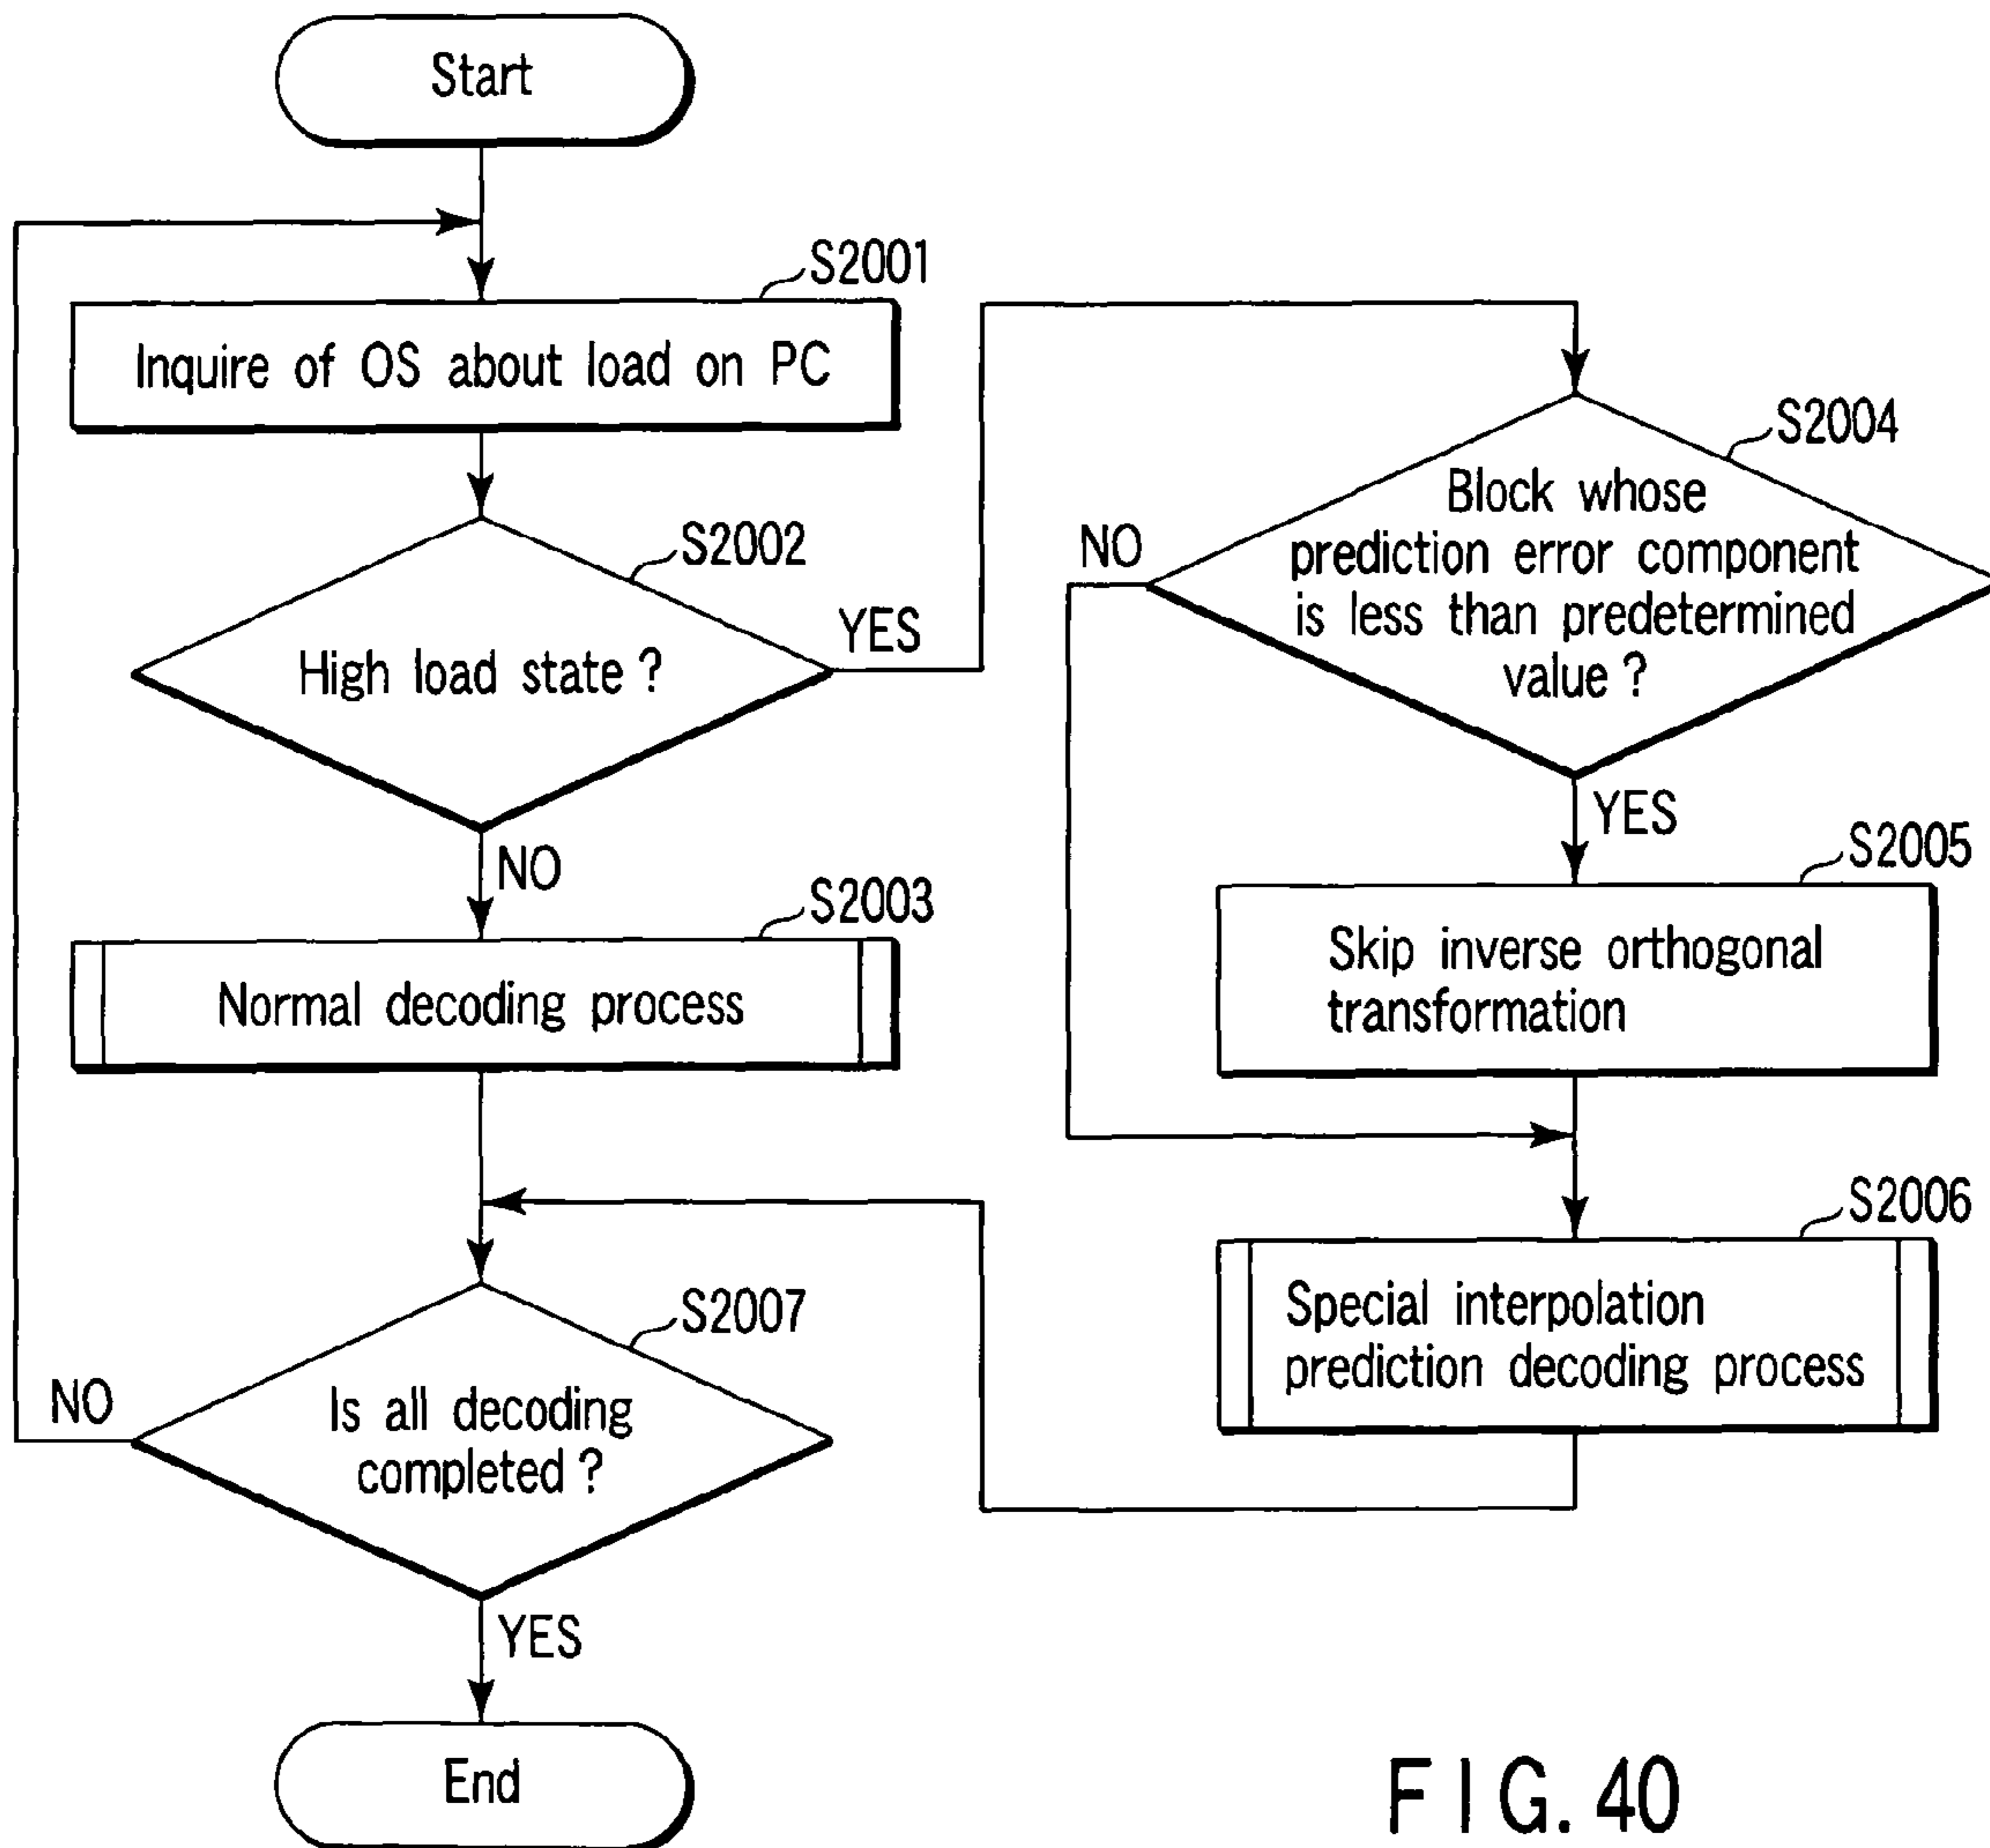 Start
S2001
Inquire of OS about load on PC
S2002
High load state ?
YES
NO
S2003
Normal decoding process
S2004
Block whose
prediction error component
is less than predetermined
value ?
NO
YES
S2005
Skip inverse orthogonal
transformation
S2006
Special interpolation
prediction decoding process
S2007
Is all decoding
completed ?
NO
YES
End
FIG. 40